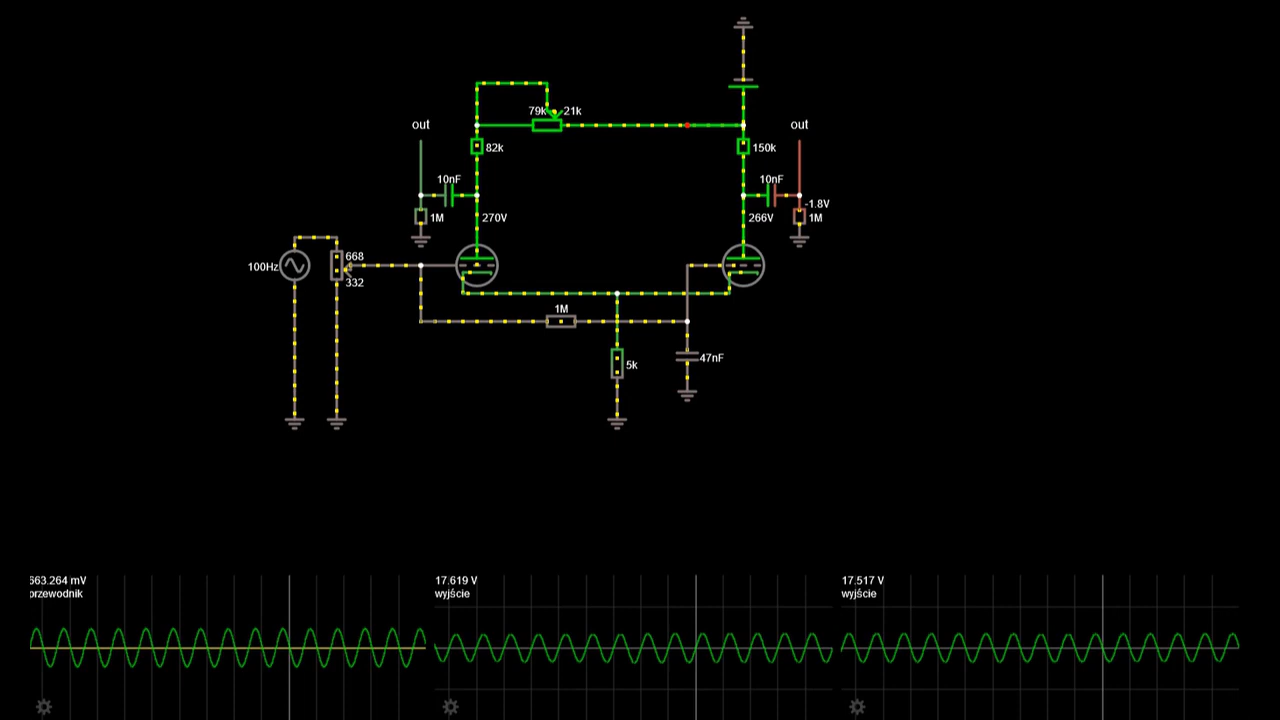 out
79k
21k
out
82k
150k
10nF
10nF
-1.8V
1M
270V
266V
1M
100Hz
668
332
1M
5k
47nF
563.264 mV
przewodnik
17.619 V
wyjście
17.517 V
wyjście